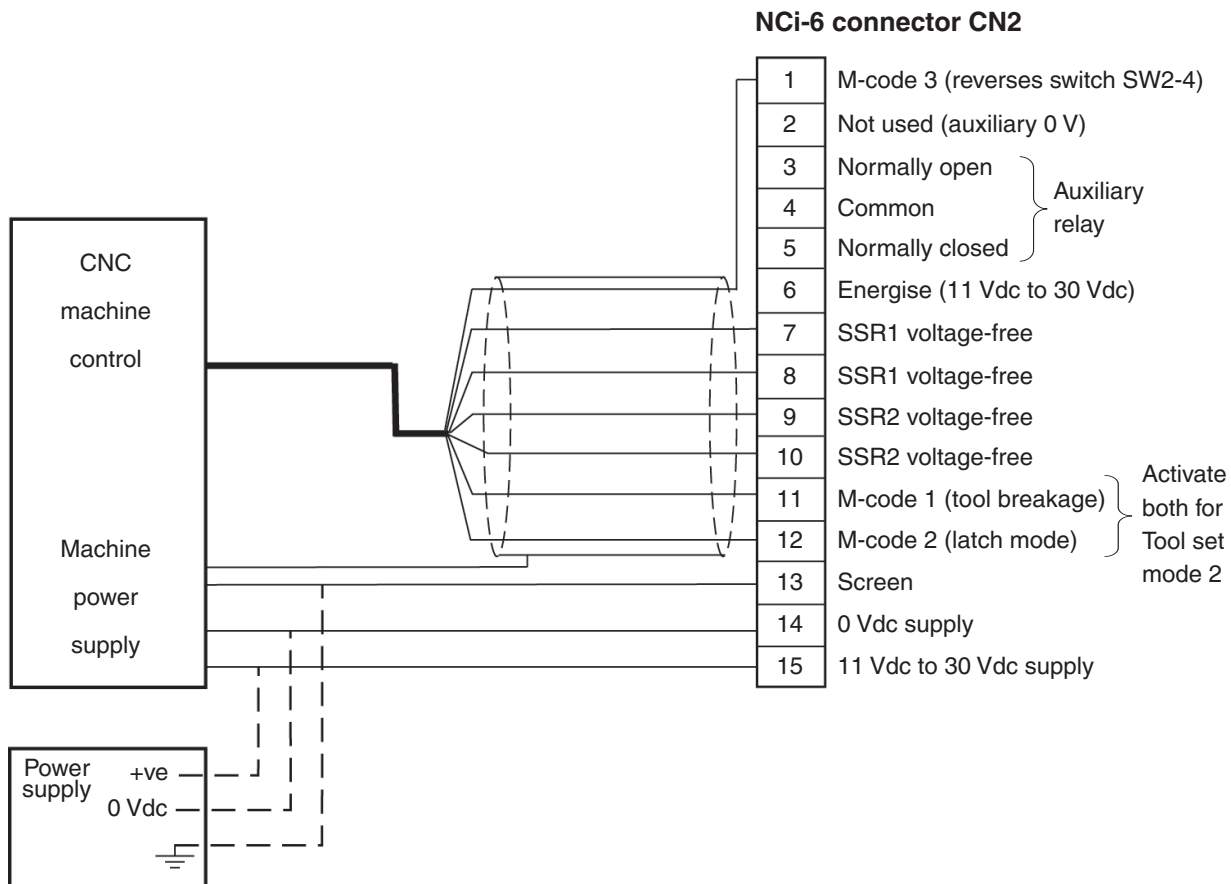 NCi-6 connector CN2
1 M-code 3 (reverses switch SW2-4)
2 Not used (auxiliary 0 V)
3 Normally open
4 Common
5 Normally closed
Auxiliary
relay
6 Energise (11 Vdc to 30 Vdc)
7 SSR1 voltage-free
8 SSR1 voltage-free
9 SSR2 voltage-free
10 SSR2 voltage-free
11 M-code 1 (tool breakage)
12 M-code 2 (latch mode)
Activate
both for
Tool set
mode 2
13 Screen
14 0 Vdc supply
15 11 Vdc to 30 Vdc supply
CNC
machine
control
Machine
power
supply
Power
supply
+ve
0 Vdc